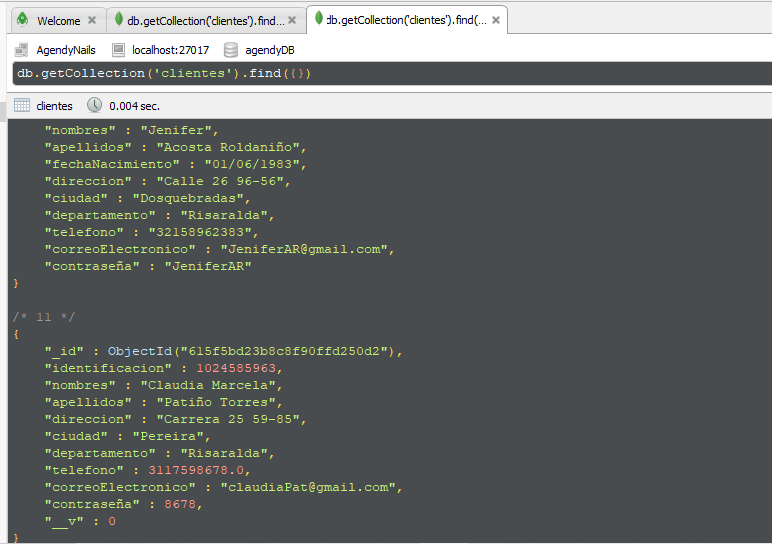 Welcome
db.getCollection('clientes').find...
db.getCollection('clientes').find(...
AgendyNails
localhost:27017
agendyDB
db.getCollection('clientes').find({})
clientes
0.004 sec.
"nombres" : "Jenifer",
"apellidos" : "Acosta Roldaniño",
"fechaNacimiento" : "01/06/1983",
"direccion" : "Calle 26 96-56",
"ciudad" : "Dosquebradas",
"departamento" : "Risaralda",
"telefono" : "32158962383",
"correoElectronico" : "JeniferAR@gmail.com",
"contraseña" : "JeniferAR"
}
/* 11 */
{
"_id" : ObjectId("615f5bd23b8c8f90ffd250d2"),
"identificacion" : 1024585963,
"nombres" : "Claudia Marcela",
"apellidos" : "Patiño Torres",
"direccion" : "Carrera 25 59-85",
"ciudad" : "Pereira",
"departamento" : "Risaralda",
"telefono" : 3117598678.0,
"correoElectronico" : "claudiaPat@gmail.com",
"contraseña" : 8678,
"__v" : 0
}